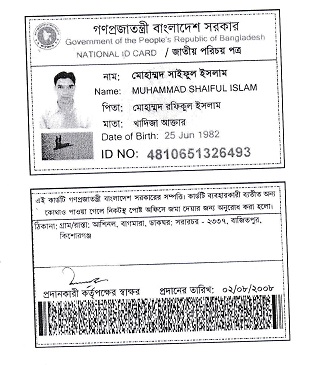 গণপ্রজাতন্ত্রী বাংলাদেশ সরকার
Government of the People's Republic of Bangladesh
NATIONAL ID CARD / জাতীয় পরিচয় পত্র
নাম: মোহাম্মদ সাইফুল ইসলাম
Name: MUHAMMAD SHAIFUL ISLAM
পিতা: মোহাম্মদ রফিকুল ইসলাম
মাতা: খাদিজা আক্তার
Date of Birth: 25 Jun 1982
ID NO: 4810651326493
এই কার্ডটি গণপ্রজাতন্ত্রী বাংলাদেশ সরকারের সম্পত্তি। কার্ডটি ব্যবহারকারী ব্যতীত অন্য
কোথাও পাওয়া গেলে নিকটস্থ পোষ্ট অফিসে জমা দেয়ার জন্য অনুরোধ করা হলো।
ঠিকানা: গ্রাম/রাস্তা: আশিনল, বাগমারা, ডাকঘর: সরারচর - ২৩৩৭, বাজিতপুর,
কিশোরগঞ্জ
প্রদানকারী কর্তৃপক্ষের স্বাক্ষর প্রদানের তারিখ: ০২/০৮/২০০৮